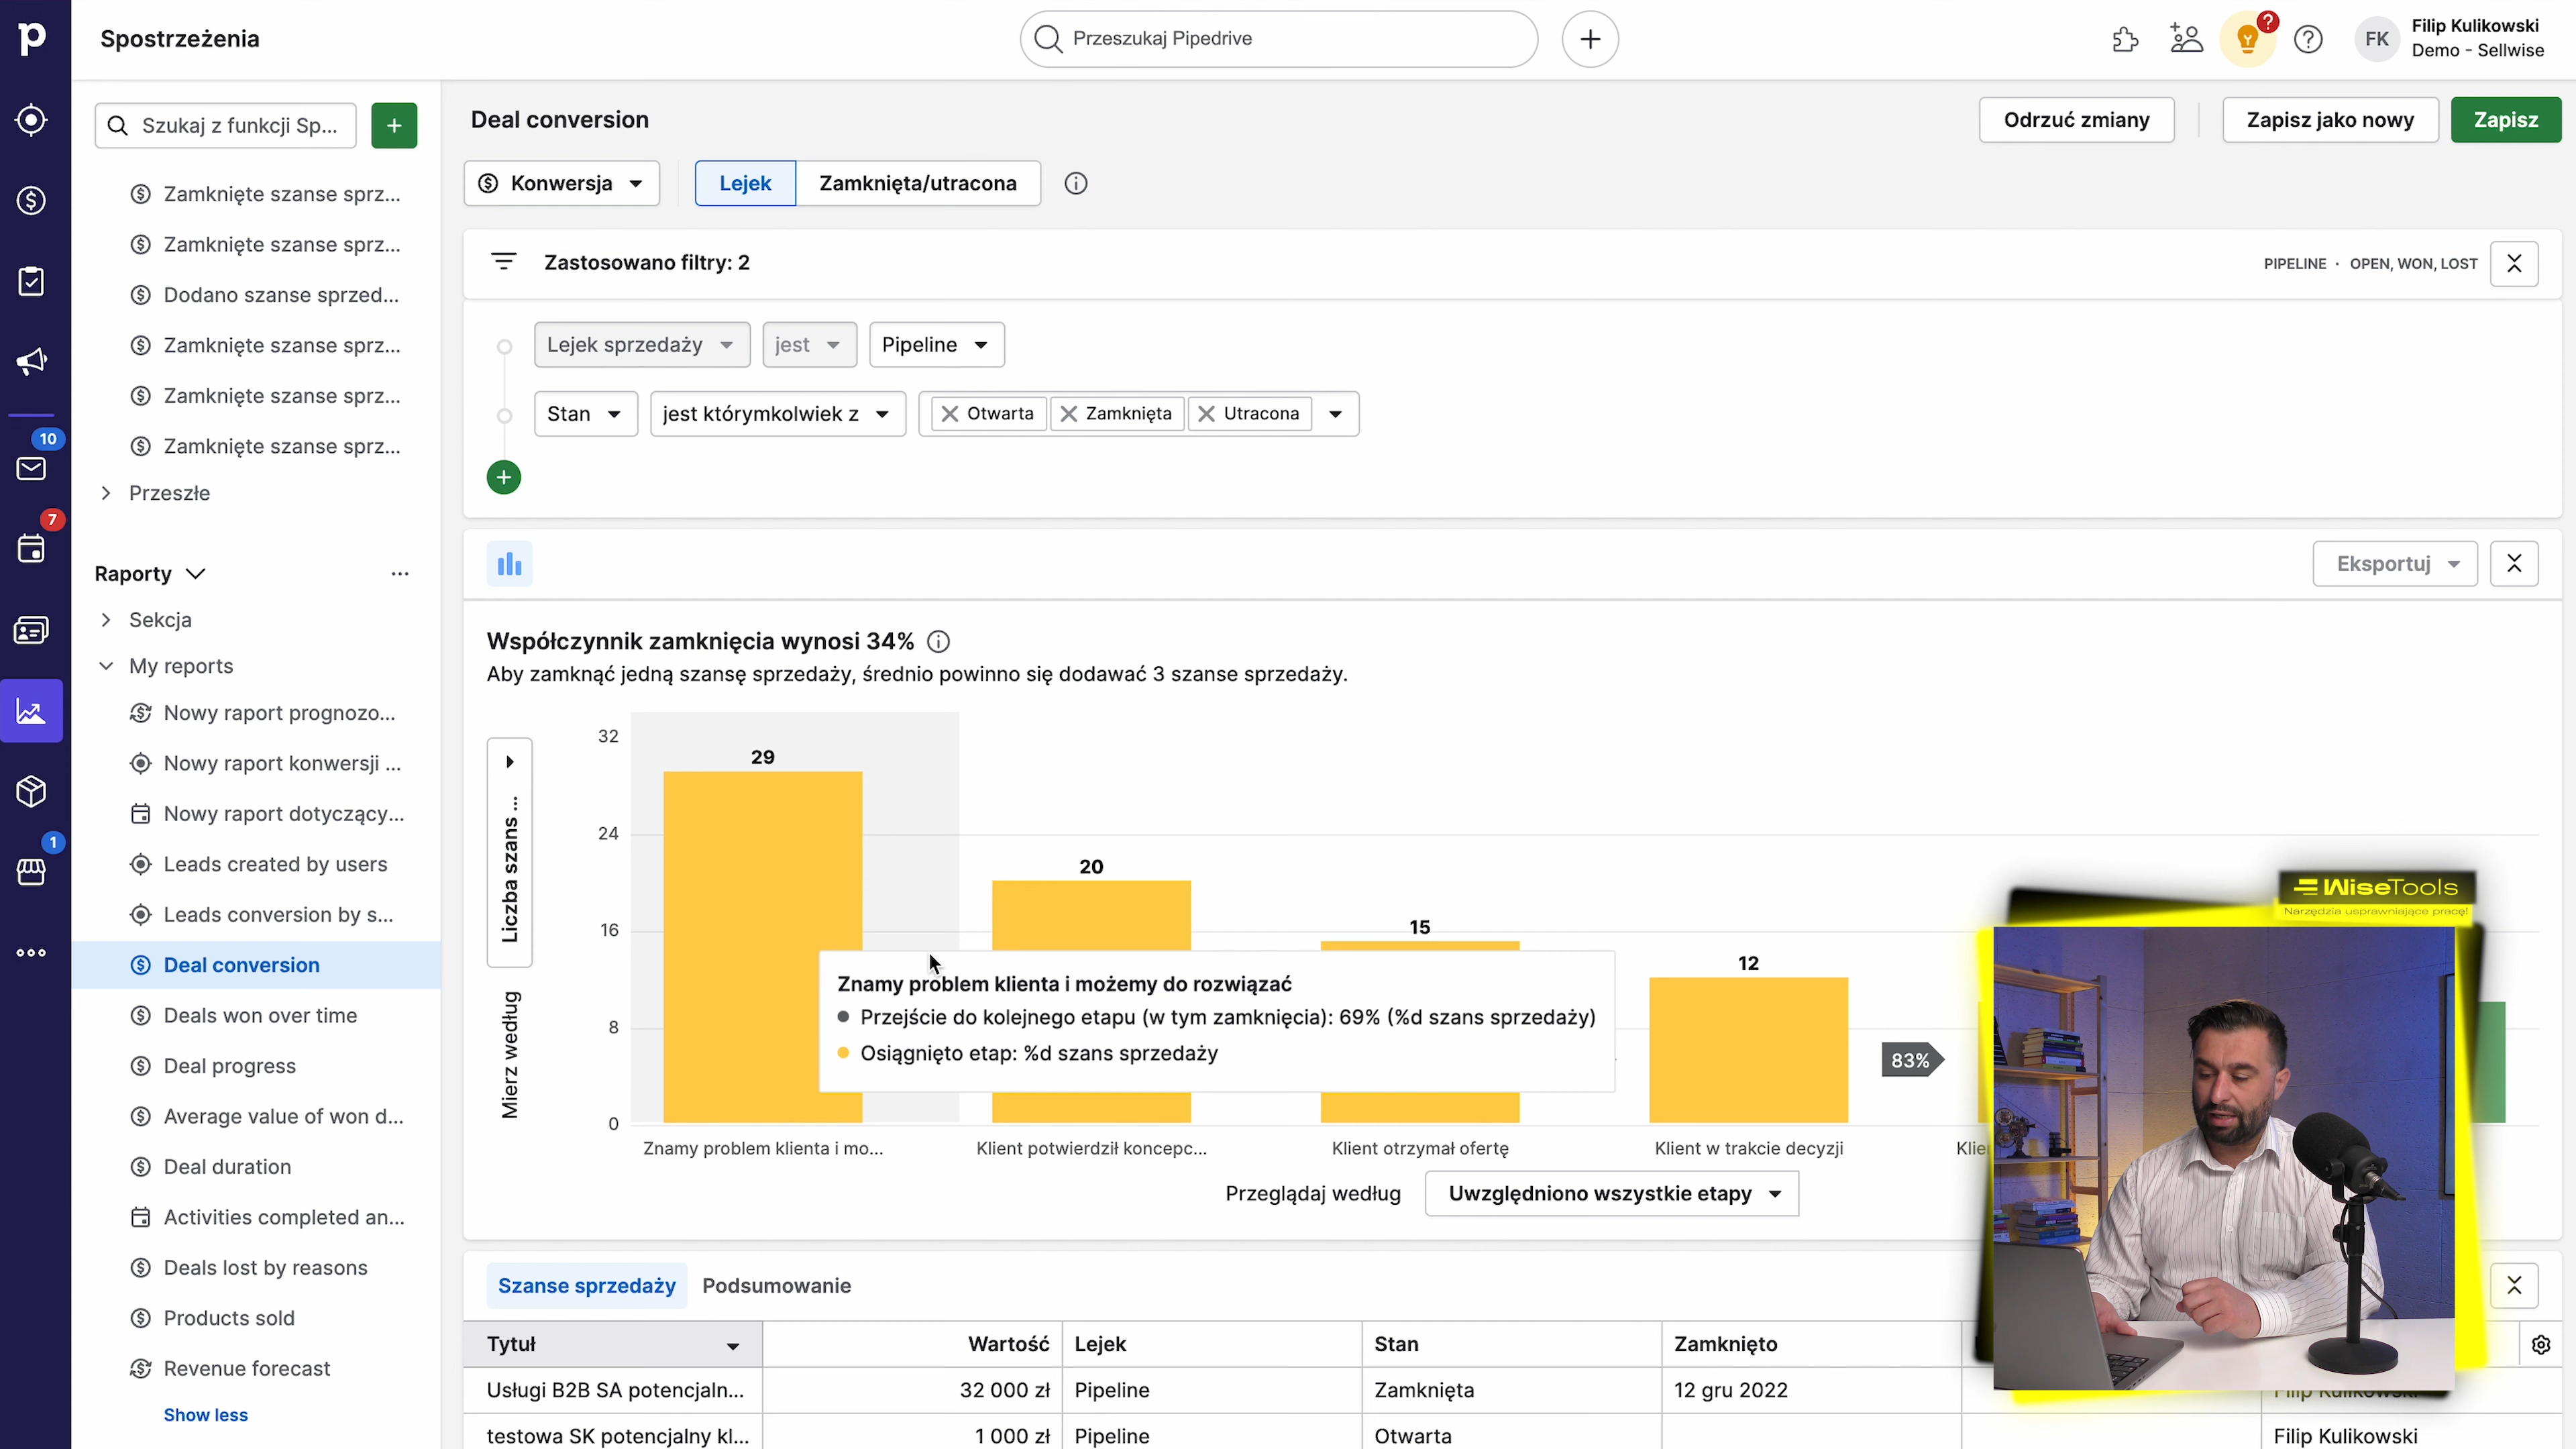 Spostrzeżenia
Przeszukaj Pipedrive
?
FK
Filip Kulikowski
Demo - Sellwise
Szukaj z funkcji Sp...
Zamknięte szanse sprz...
Zamknięte szanse sprz...
Dodano szanse sprzed...
Zamknięte szanse sprz...
Zamknięte szanse sprz...
Zamknięte szanse sprz...
Przeszłe
10
7
1
Raporty
Sekcja
My reports
Nowy raport prognozo...
Nowy raport konwersji ...
Nowy raport dotyczący...
Leads created by users
Leads conversion by s...
Deal conversion
Deals won over time
Deal progress
Average value of won d...
Deal duration
Activities completed an...
Deals lost by reasons
Products sold
Revenue forecast
Show less
Deal conversion
Odrzuć zmiany
Zapisz jako nowy
Zapisz
Konwersja
Lejek
Zamknięta/utracona
Zastosowano filtry: 2
PIPELINE · OPEN, WON, LOST
Lejek sprzedaży
jest
Pipeline
Stan
jest którymkolwiek z
Otwarta
Zamknięta
Utracona
Eksportuj
Współczynnik zamknięcia wynosi 34%
Aby zamknąć jedną szansę sprzedaży, średnio powinno się dodawać 3 szanse sprzedaży.
Mierz według
Liczba szans ...
32
24
16
8
0
29
20
15
12
83%
Znamy problem klienta i możemy do rozwiązać
Przejście do kolejnego etapu (w tym zamknięcia): 69% (%d szans sprzedaży)
Osiągnięto etap: %d szans sprzedaży
Znamy problem klienta i mo...
Klient potwierdził koncepc...
Klient otrzymał ofertę
Klient w trakcie decyzji
Przeglądaj według
Uwzględniono wszystkie etapy
WiseTools
Narzędzia usprawniające pracę!
Szanse sprzedaży
Podsumowanie
Tytuł
Wartość
Lejek
Stan
Zamknięto
Usługi B2B SA potencjaln...
32 000 zł
Pipeline
Zamknięta
12 gru 2022
Filip Kulikowski
testowa SK potencjalny kl...
1 000 zł
Pipeline
Otwarta
Filip Kulikowski